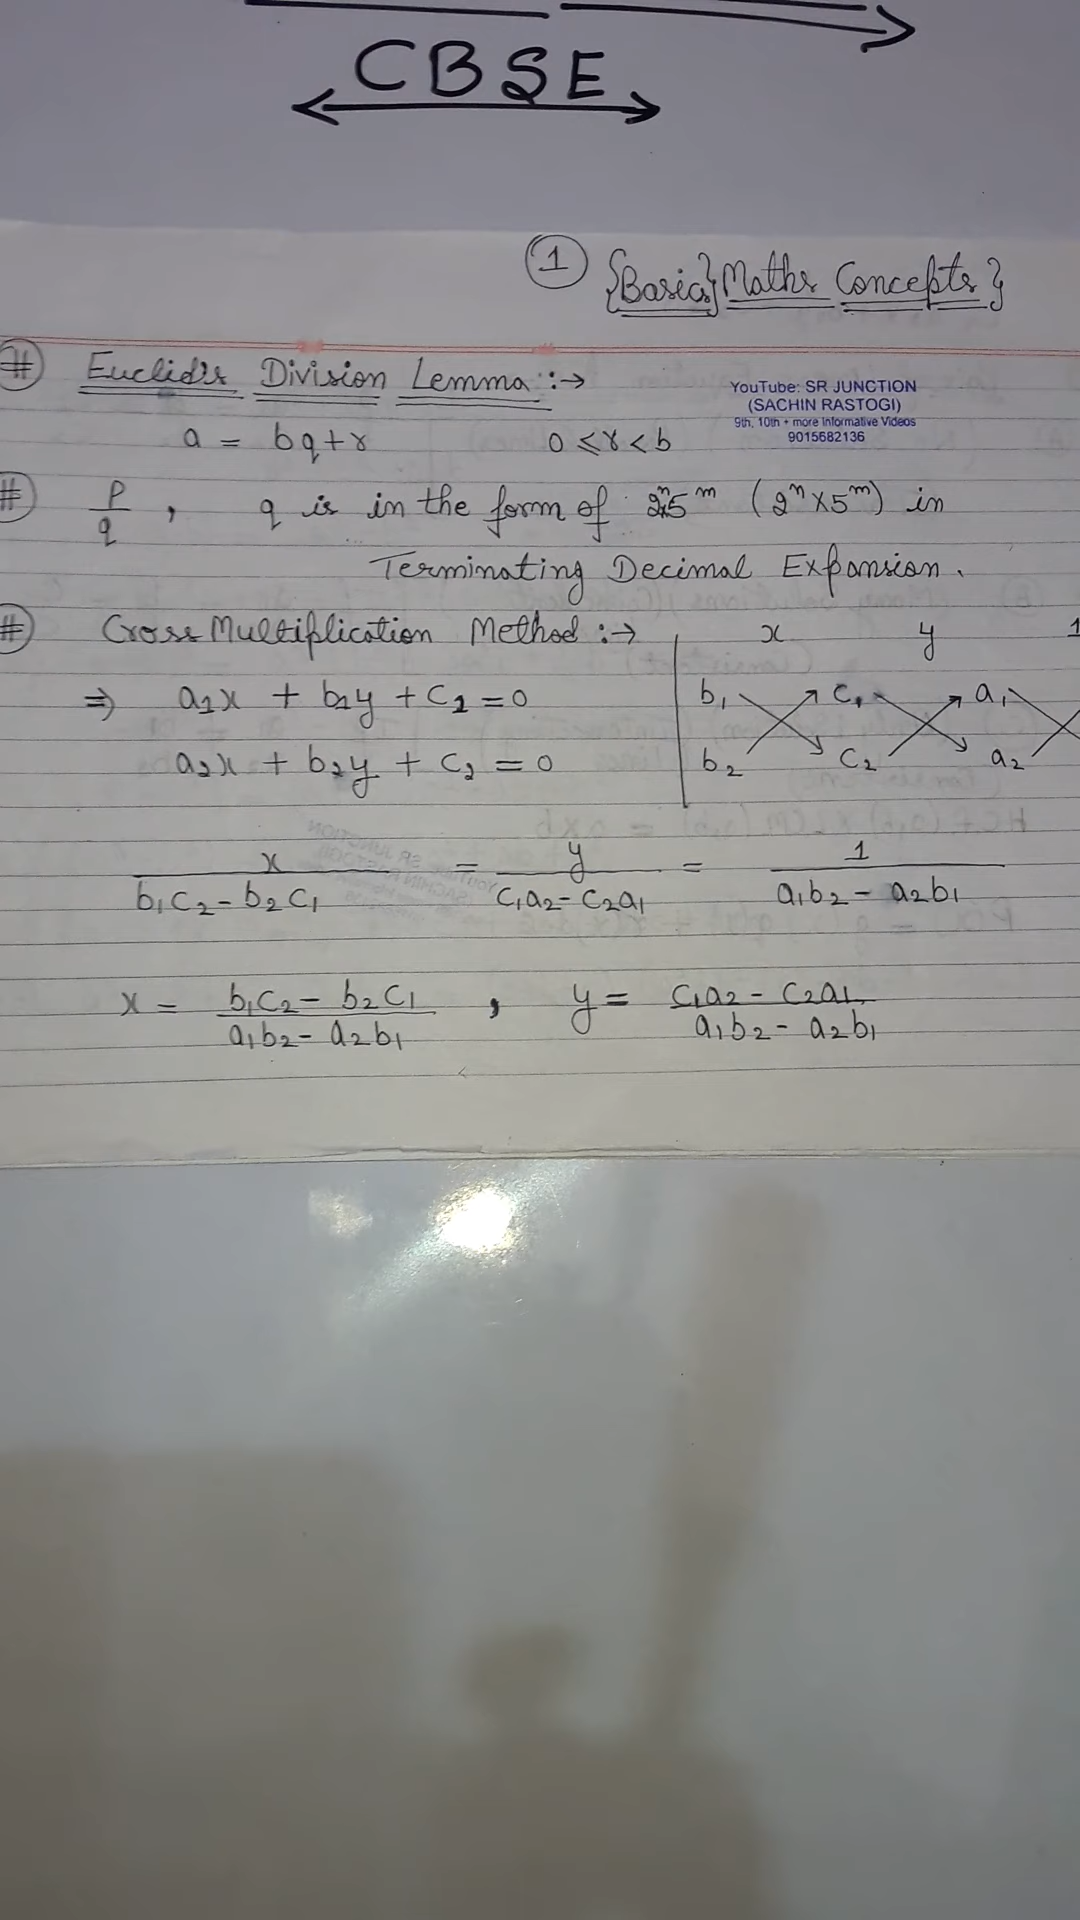 CBSE
① {Basic} Maths Concepts}
# Euclid's Division Lemma :→
YouTube: SR JUNCTION
(SACHIN RASTOGI)
9th, 10th + more Informative Videos
9015682136
a = bq+r 0 ≤ r < b
# p/q , q is in the form of 2ⁿ×5ᵐ (2ⁿ×5ᵐ) in
Terminating Decimal Expansion.
# Cross Multiplication Method :→ x y 1
⇒ a₁x + b₁y + c₁ = 0 b₁ c₁ a₁
a₂x + b₂y + c₂ = 0 b₂ c₂ a₂
x/(b₁c₂ - b₂c₁) = y/(c₁a₂ - c₂a₁) = 1/(a₁b₂ - a₂b₁)
x = (b₁c₂ - b₂c₁)/(a₁b₂ - a₂b₁) , y = (c₁a₂ - c₂a₁)/(a₁b₂ - a₂b₁)